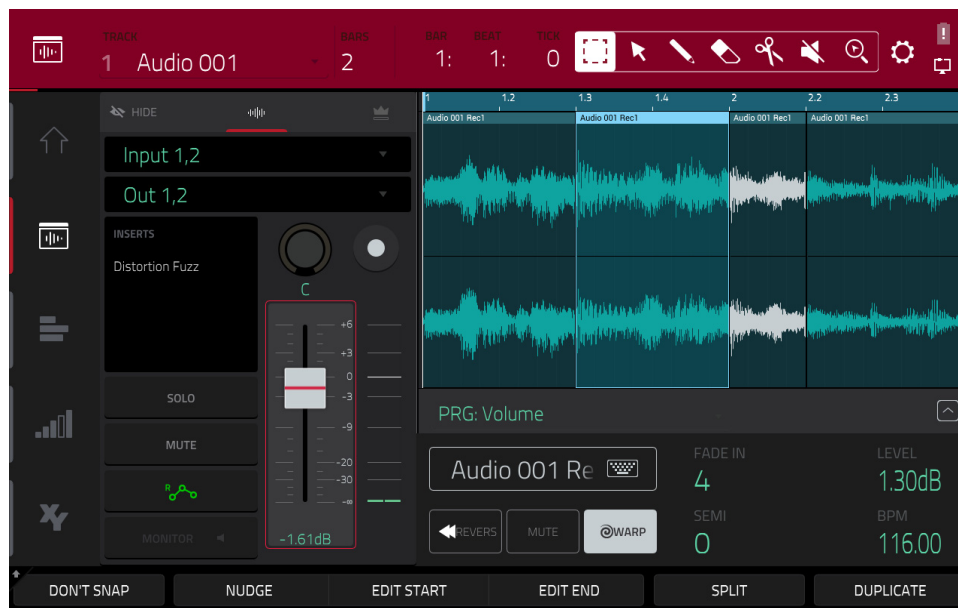 TRACK BARS BAR BEAT TICK
1 Audio 001 2 1: 1: 0
!
HIDE
1 1.2 1.3 1.4 2 2.2 2.3
Audio 001 Rec1 Audio 001 Rec1 Audio 001 Rec1 Audio 001 Rec1
Input 1,2
Out 1,2
INSERTS
Distortion Fuzz
C
+6
+3
0
-3
-9
-20
-30
-∞
-1.61dB
SOLO
MUTE
R
MONITOR
XY
PRG: Volume
Audio 001 Re
FADE IN LEVEL
4 1.30dB
REVERS MUTE WARP
SEMI BPM
0 116.00
DON'T SNAP NUDGE EDIT START EDIT END SPLIT DUPLICATE